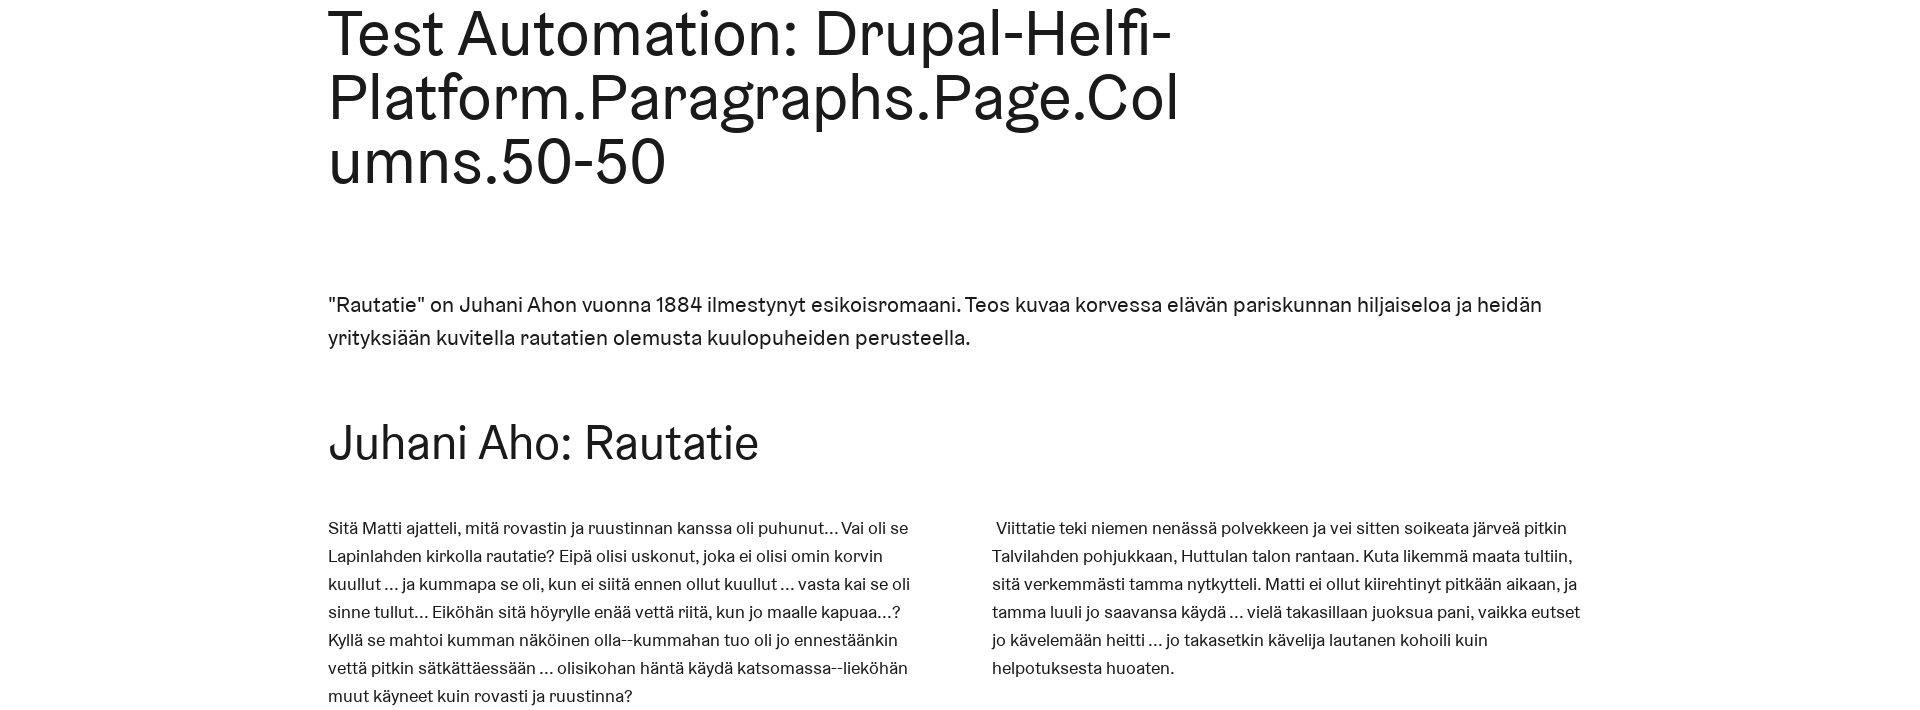 Test Automation: Drupal-Helfi-
Platform.Paragraphs.Page.Col
umns.50-50
"Rautatie" on Juhani Ahon vuonna 1884 ilmestynyt esikoisromaani. Teos kuvaa korvessa elävän pariskunnan hiljaiseloa ja heidän
yrityksiään kuvitella rautatien olemusta kuulopuheiden perusteella.
Juhani Aho: Rautatie
Sitä Matti ajatteli, mitä rovastin ja ruustinnan kanssa oli puhunut... Vai oli se
Lapinlahden kirkolla rautatie? Eipä olisi uskonut, joka ei olisi omin korvin
kuullut ... ja kummapa se oli, kun ei siitä ennen ollut kuullut ... vasta kai se oli
sinne tullut... Eiköhän sitä höyrylle enää vettä riitä, kun jo maalle kapuaa...?
Kyllä se mahtoi kumman näköinen olla--kummahan tuo oli jo ennestäänkin
vettä pitkin sätkättäessään ... olisikohan häntä käydä katsomassa--lieköhän
muut käyneet kuin rovasti ja ruustinna?
Viittatie teki niemen nenässä polvekkeen ja vei sitten soikeata järveä pitkin
Talvilahden pohjukkaan, Huttulan talon rantaan. Kuta likemmä maata tultiin,
sitä verkemmästi tamma nytkytteli. Matti ei ollut kiirehtinyt pitkään aikaan, ja
tamma luuli jo saavansa käydä ... vielä takasillaan juoksua pani, vaikka eutset
jo kävelemään heitti ... jo takasetkin kävelija lautanen kohoili kuin
helpotuksesta huoaten.